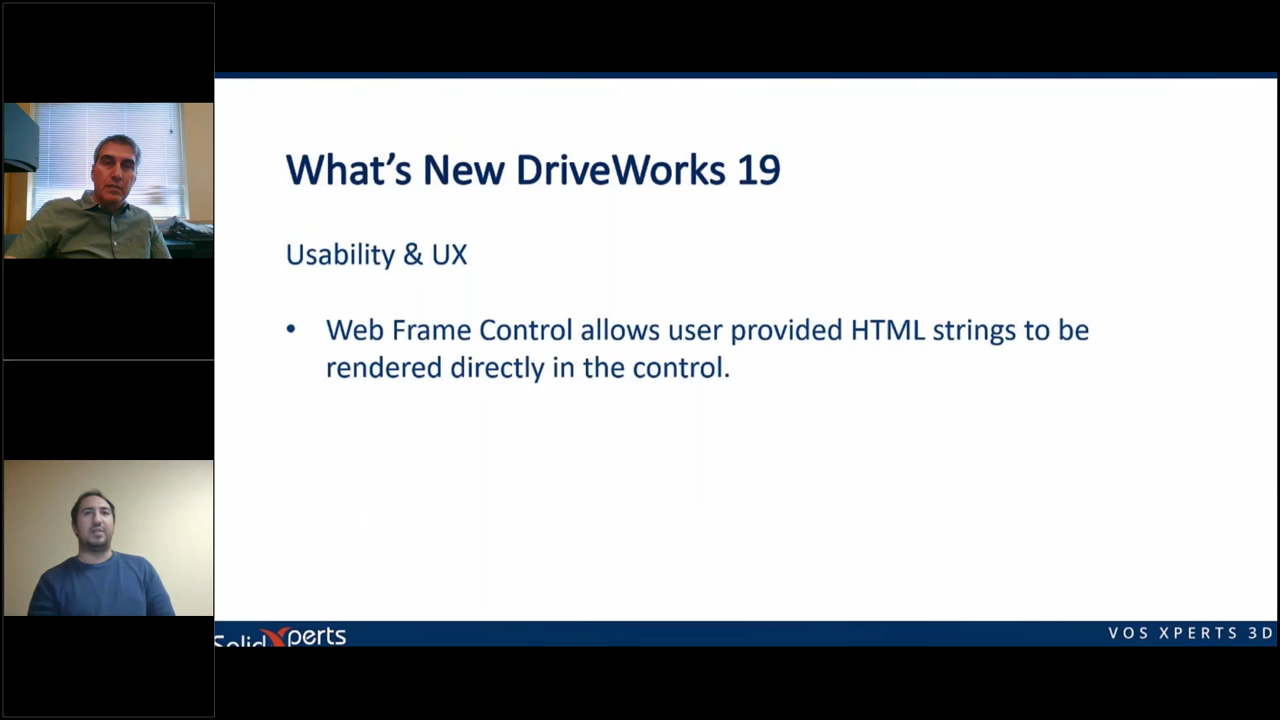 What's New DriveWorks 19
Usability & UX
• Web Frame Control allows user provided HTML strings to be
rendered directly in the control.
SolidXperts
VOS XPERTS 3D